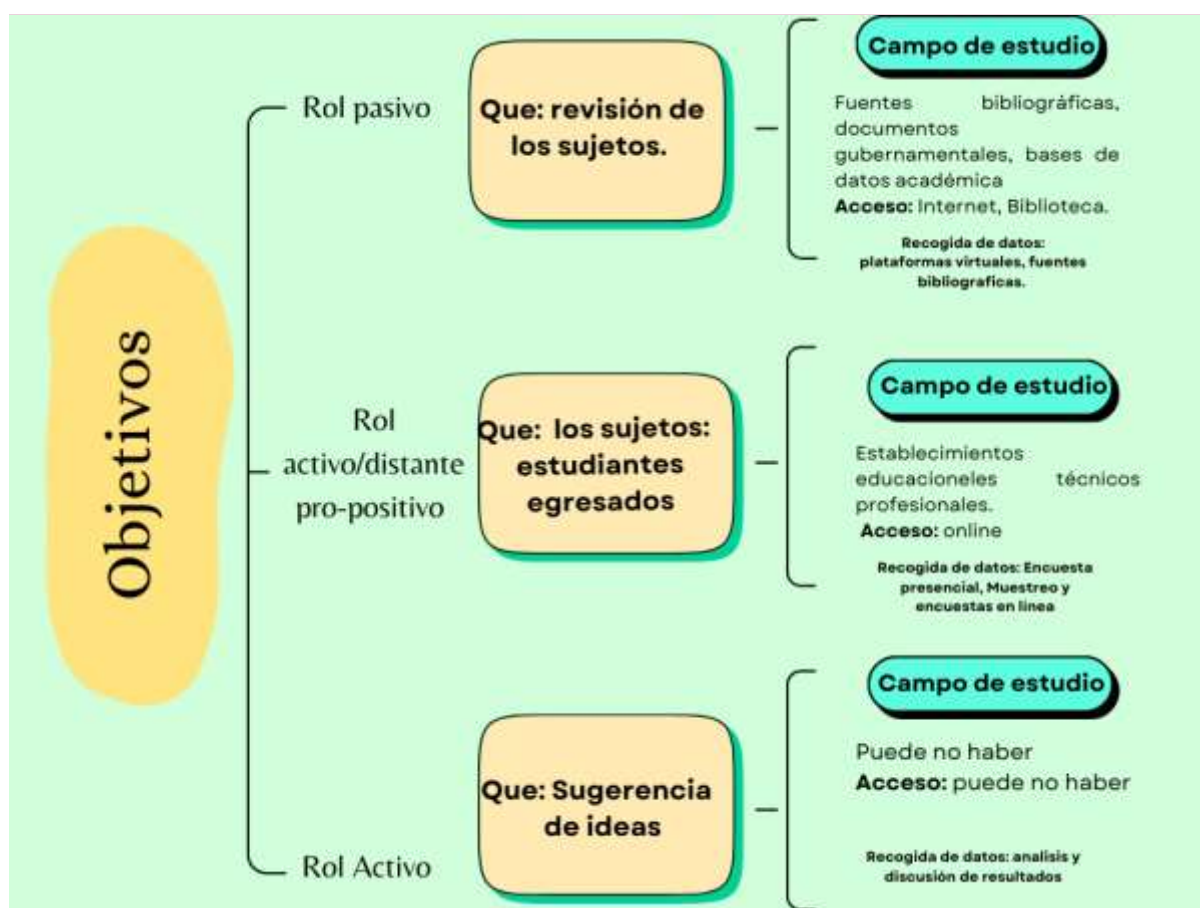 Objetivos
Rol pasivo
Que: revisión de
los sujetos.
Campo de estudio
Fuentes bibliográficas,
documentos
gubernamentales, bases de
datos académica
Acceso: Internet, Biblioteca.
Recogida de datos:
plataformas virtuales, fuentes
bibliograficas.
Rol
activo/distante
pro-positivo
Que: los sujetos:
estudiantes
egresados
Campo de estudio
Establecimientos
educacioneles técnicos
profesionales.
Acceso: online
Recogida de datos: Encuesta
presencial, Muestreo y
encuestas en linea
Rol Activo
Que: Sugerencia
de ideas
Campo de estudio
Puede no haber
Acceso: puede no haber
Recogida de datos: analisis y
discusión de resultados